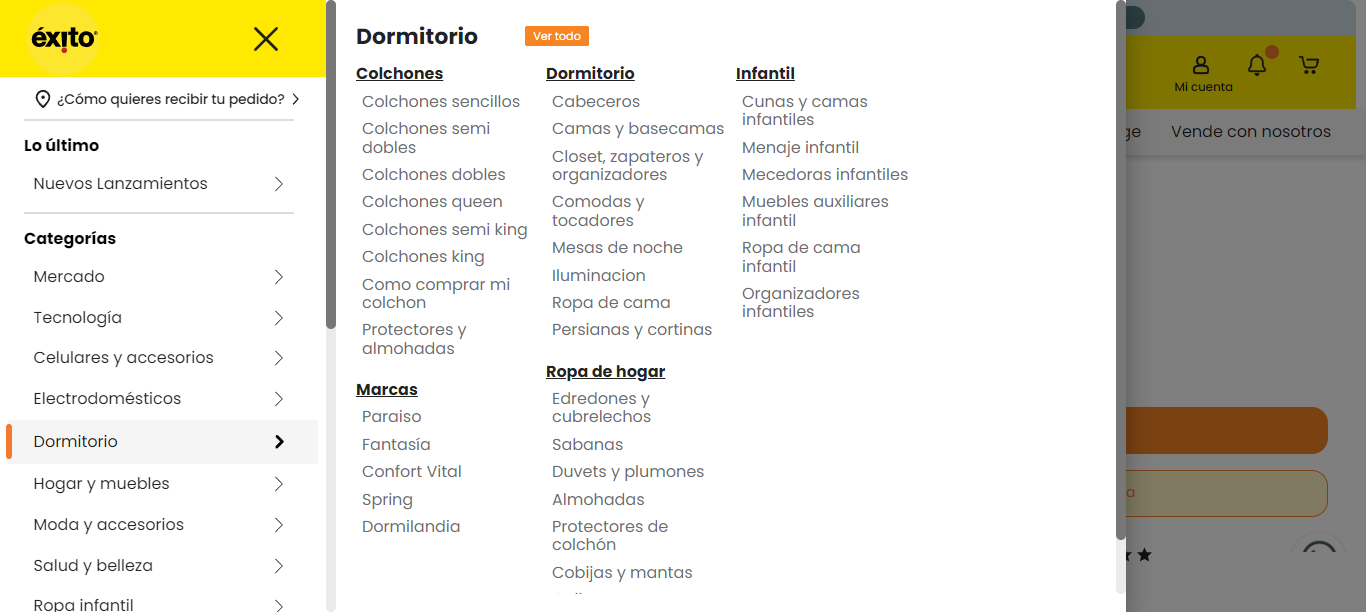 éxito
¿Cómo quieres recibir tu pedido?
Lo último
Nuevos Lanzamientos
Categorías
Mercado
Tecnología
Celulares y accesorios
Electrodomésticos
Dormitorio
Hogar y muebles
Moda y accesorios
Salud y belleza
Ropa infantil
Dormitorio
Ver todo
Colchones
Colchones sencillos
Colchones semi
dobles
Colchones dobles
Colchones queen
Colchones semi king
Colchones king
Como comprar mi
colchon
Protectores y
almohadas
Marcas
Paraiso
Fantasía
Confort Vital
Spring
Dormilandia
Dormitorio
Cabeceros
Camas y basecamas
Closet, zapateros y
organizadores
Comodas y
tocadores
Mesas de noche
Iluminacion
Ropa de cama
Persianas y cortinas
Ropa de hogar
Edredones y
cubrelechos
Sabanas
Duvets y plumones
Almohadas
Protectores de
colchón
Cobijas y mantas
Infantil
Cunas y camas
infantiles
Menaje infantil
Mecedoras infantiles
Muebles auxiliares
infantil
Ropa de cama
infantil
Organizadores
infantiles
Mi cuenta
Vende con nosotros